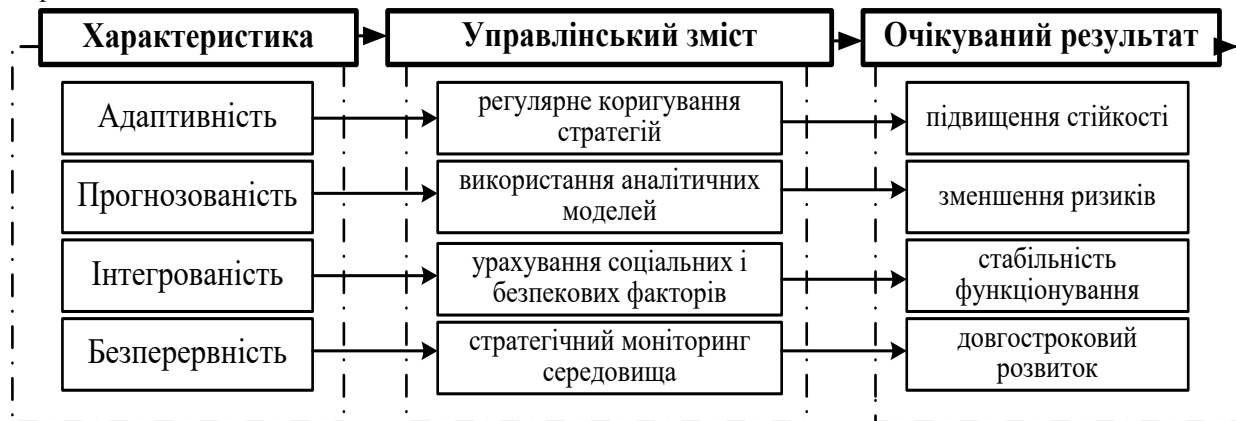 Характеристика
Управлінський зміст
Очікуваний результат
Адаптивність
регулярне коригування
стратегій
підвищення стійкості
Прогнозованість
використання аналітичних
моделей
зменшення ризиків
Інтегрованість
урахування соціальних і
безпекових факторів
стабільність
функціонування
Безперервність
стратегічний моніторинг
середовища
довгостроковий
розвиток